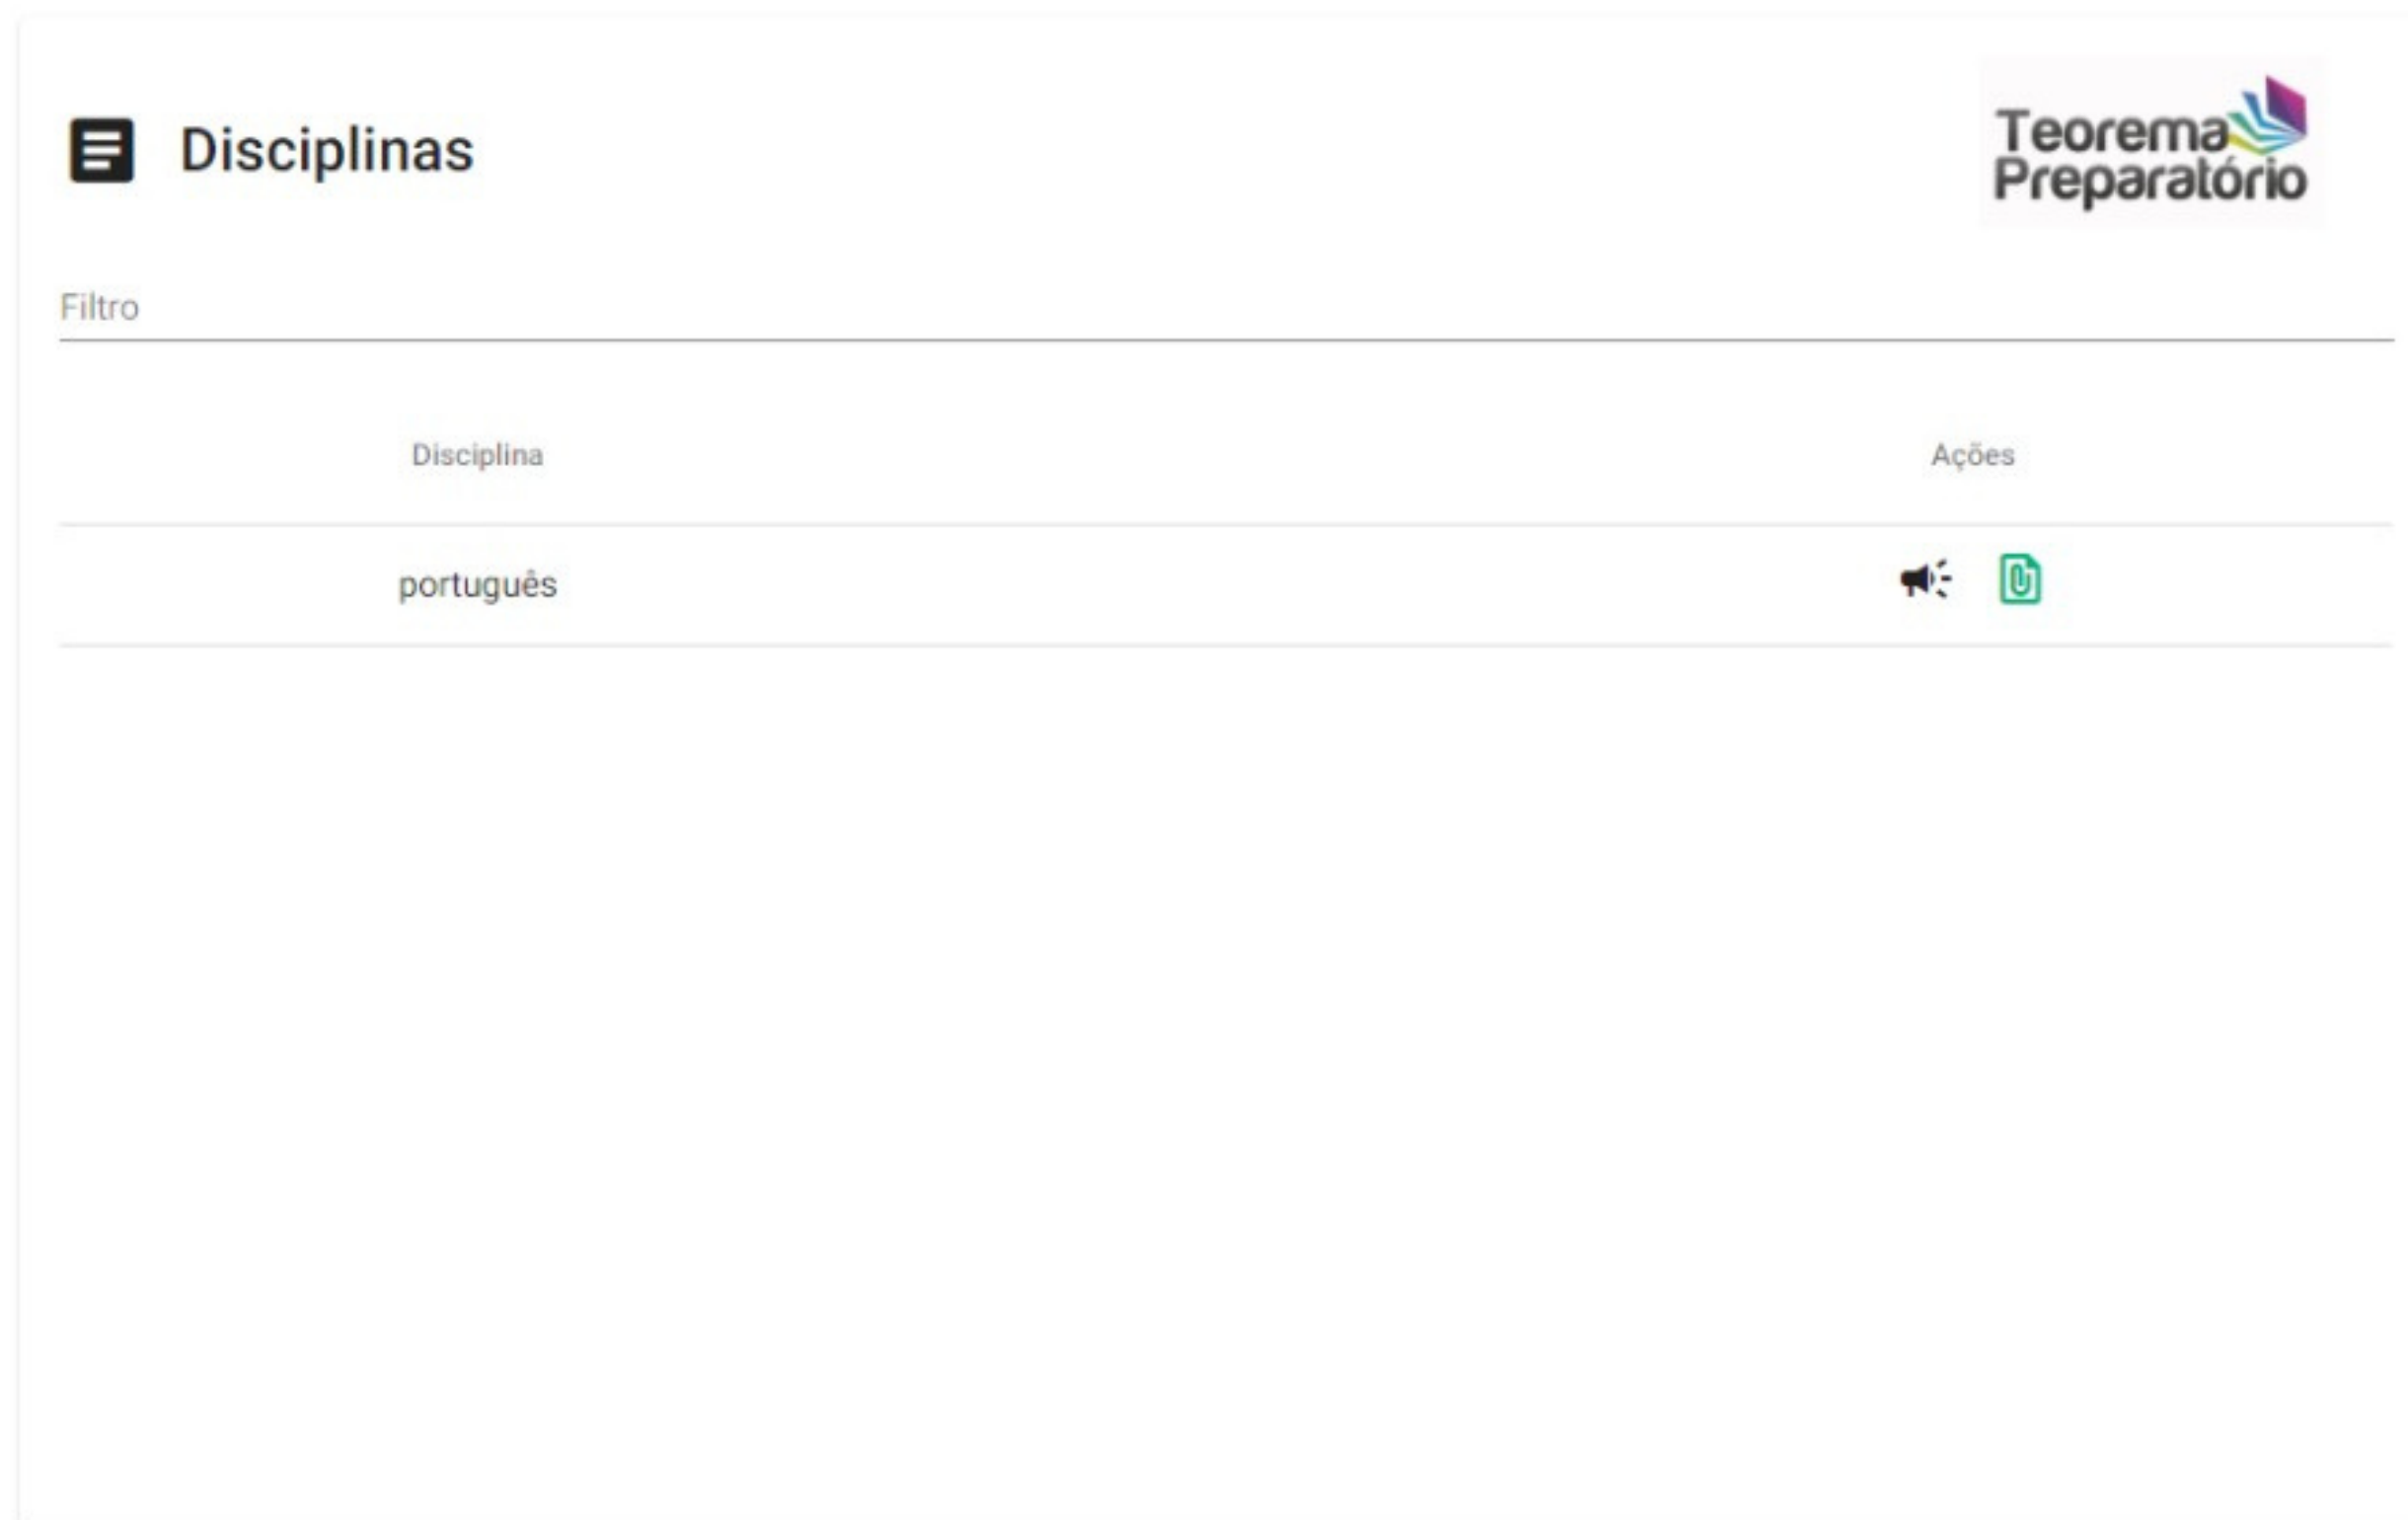 Disciplinas
Teorema
Preparatório
Filtro
Disciplina
Ações
português